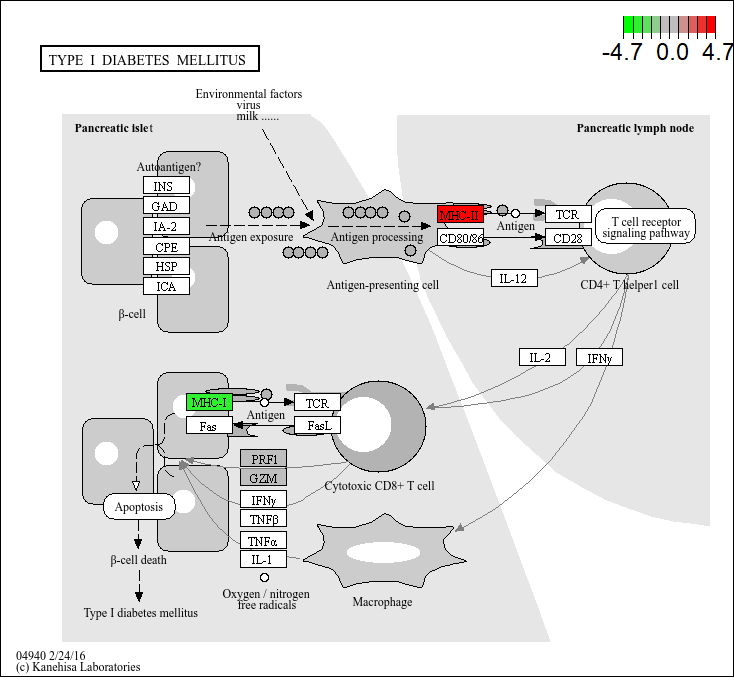 -4.7 0.0 4.7
TYPE I DIABETES MELLITUS
Environmental factors
virus
milk ......
Pancreatic islet
Pancreatic lymph node
Autoantigen?
INS
GAD
IA-2
CPE
HSP
ICA
β-cell
Antigen exposure
Antigen processing
MHC-II
CD80/86
Antigen
TCR
CD28
T cell receptor
signaling pathway
IL-12
Antigen-presenting cell
CD4+ T helper1 cell
IL-2
IFNγ
MHC-I
Fas
Antigen
TCR
FasL
PRF1
GZM
IFNγ
TNFβ
TNFα
IL-1
Cytotoxic CD8+ T cell
Apoptosis
β-cell death
Type I diabetes mellitus
Oxygen / nitrogen
free radicals
Macrophage
04940 2/24/16
(c) Kanehisa Laboratories